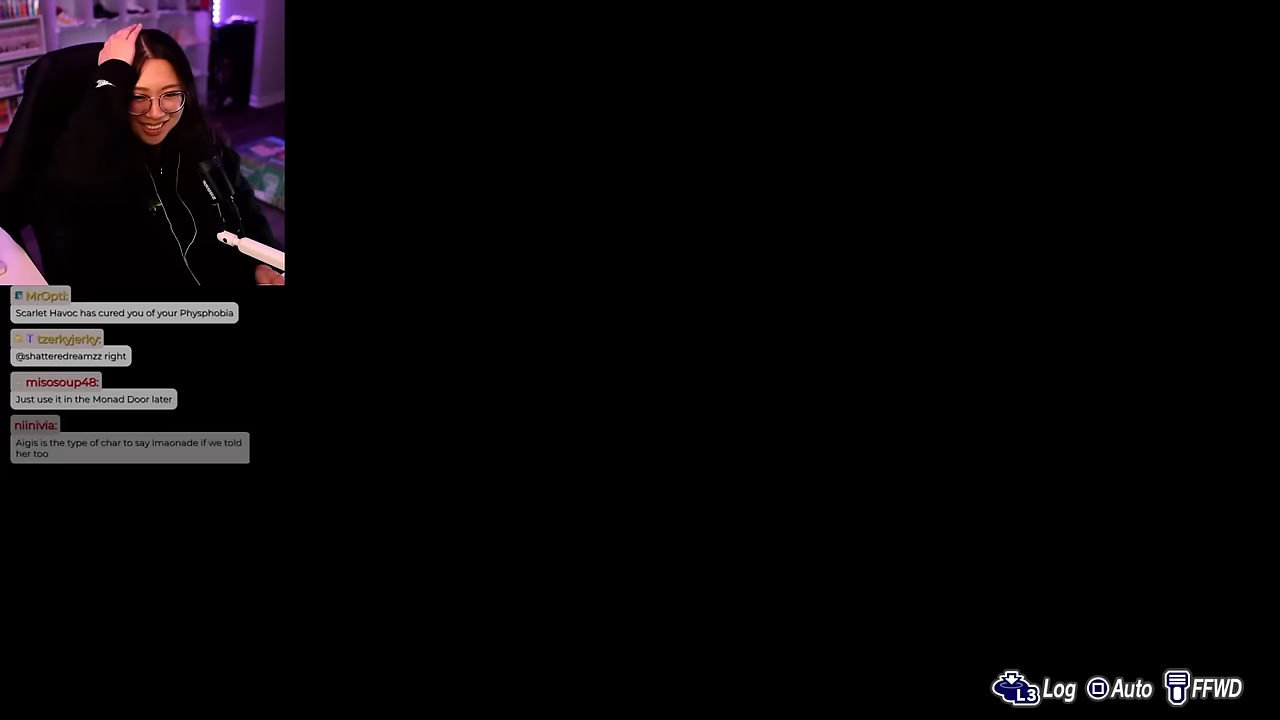 MrOpti:
Scarlet Havoc has cured you of your Physphobia
tzerkyjerky:
@shatteredreamzz right
misosoup48:
Just use it in the Monad Door later
niinivia:
Aigis is the type of char to say lmaonade if we told
her too
L3 Log Auto FFWD